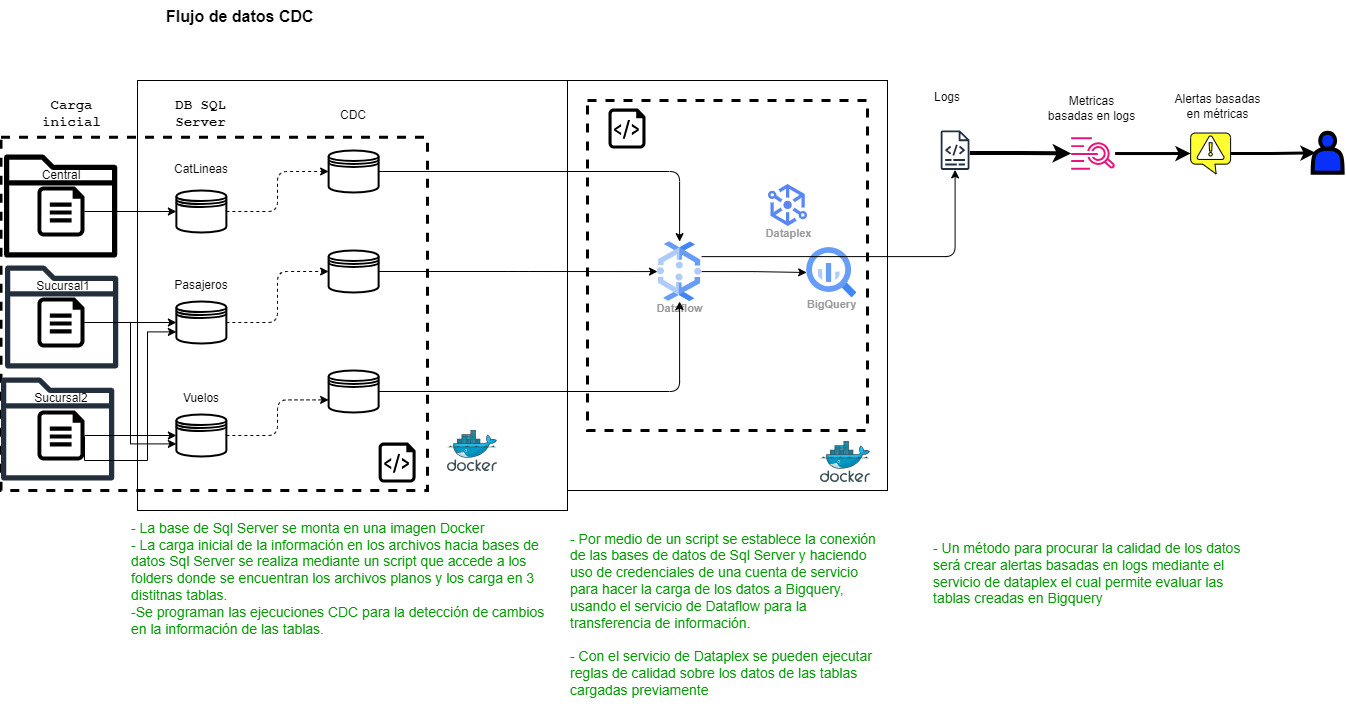 Flujo de datos CDC
Carga
inicial
DB SQL
Server
CDC
Central
CatLineas
Sucursal1
Pasajeros
Sucursal2
Vuelos
</>
docker
</>
Dataplex
Dataflow
BigQuery
docker
Logs
</>
Metricas
basadas en logs
Alertas basadas
en métricas
- La base de Sql Server se monta en una imagen Docker
- La carga inicial de la información en los archivos hacia bases de
datos Sql Server se realiza mediante un script que accede a los
folders donde se encuentran los archivos planos y los carga en 3
distitnas tablas.
-Se programan las ejecuciones CDC para la detección de cambios
en la información de las tablas.
- Por medio de un script se establece la conexión
de las bases de datos de Sql Server y haciendo
uso de credenciales de una cuenta de servicio
para hacer la carga de los datos a Bigquery,
usando el servicio de Dataflow para la
transferencia de información.
- Con el servicio de Dataplex se pueden ejecutar
reglas de calidad sobre los datos de las tablas
cargadas previamente
- Un método para procurar la calidad de los datos
será crear alertas basadas en logs mediante el
servicio de dataplex el cual permite evaluar las
tablas creadas en Bigquery